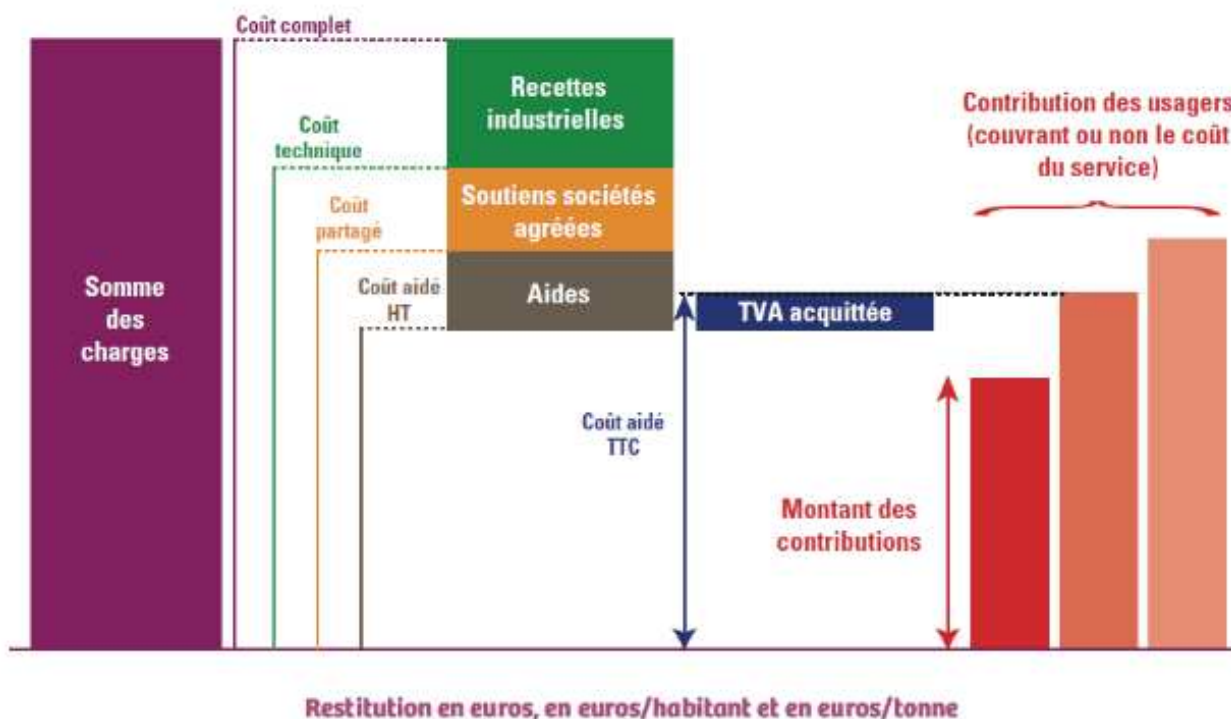 Coût complet
Recettes
industrielles
Contribution des usagers
(couvrant ou non le coût
du service)
Coût
technique
Soutiens sociétés
agréées
Coût
partagé
Somme
des
charges
Coût aidé
HT
Aides
TVA acquittée
Coût aidé
TTC
Montant des
contributions
Restitution en euros, en euros/habitant et en euros/tonne